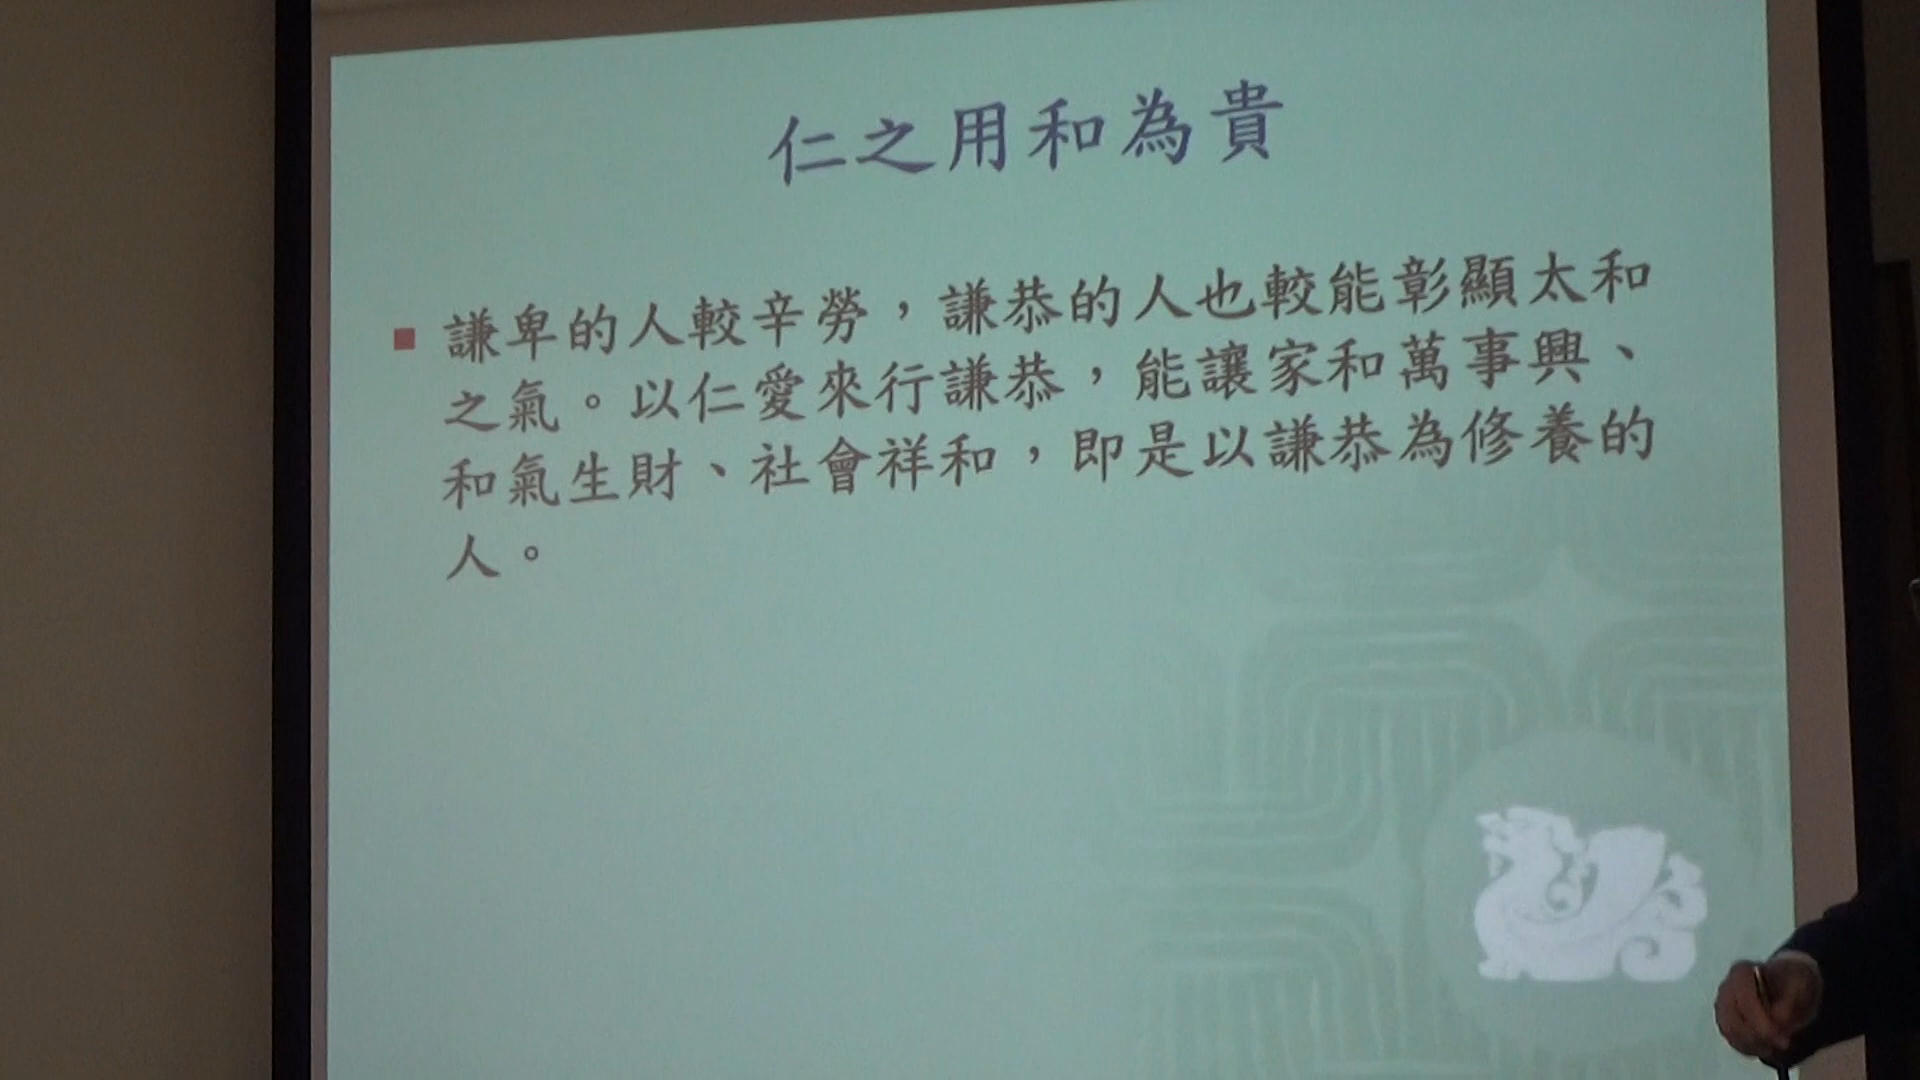 仁之用和為貴
謙卑的人較辛勞，謙恭的人也較能彰顯太和
之氣。以仁愛來行謙恭，能讓家和萬事興、
和氣生財、社會祥和，即是以謙恭為修養的
人。